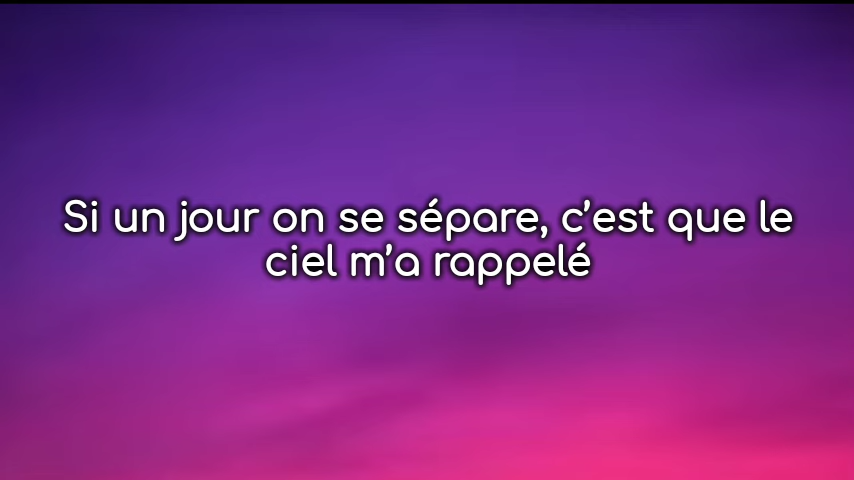 Si un jour on se sépare, c’est que le
ciel m’a rappelé